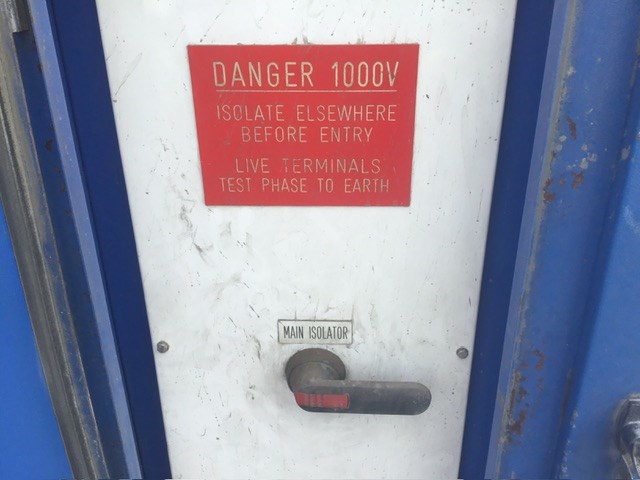 DANGER 1000V
ISOLATE ELSEWHERE
BEFORE ENTRY
LIVE TERMINALS
TEST PHASE TO EARTH
MAIN ISOLATOR